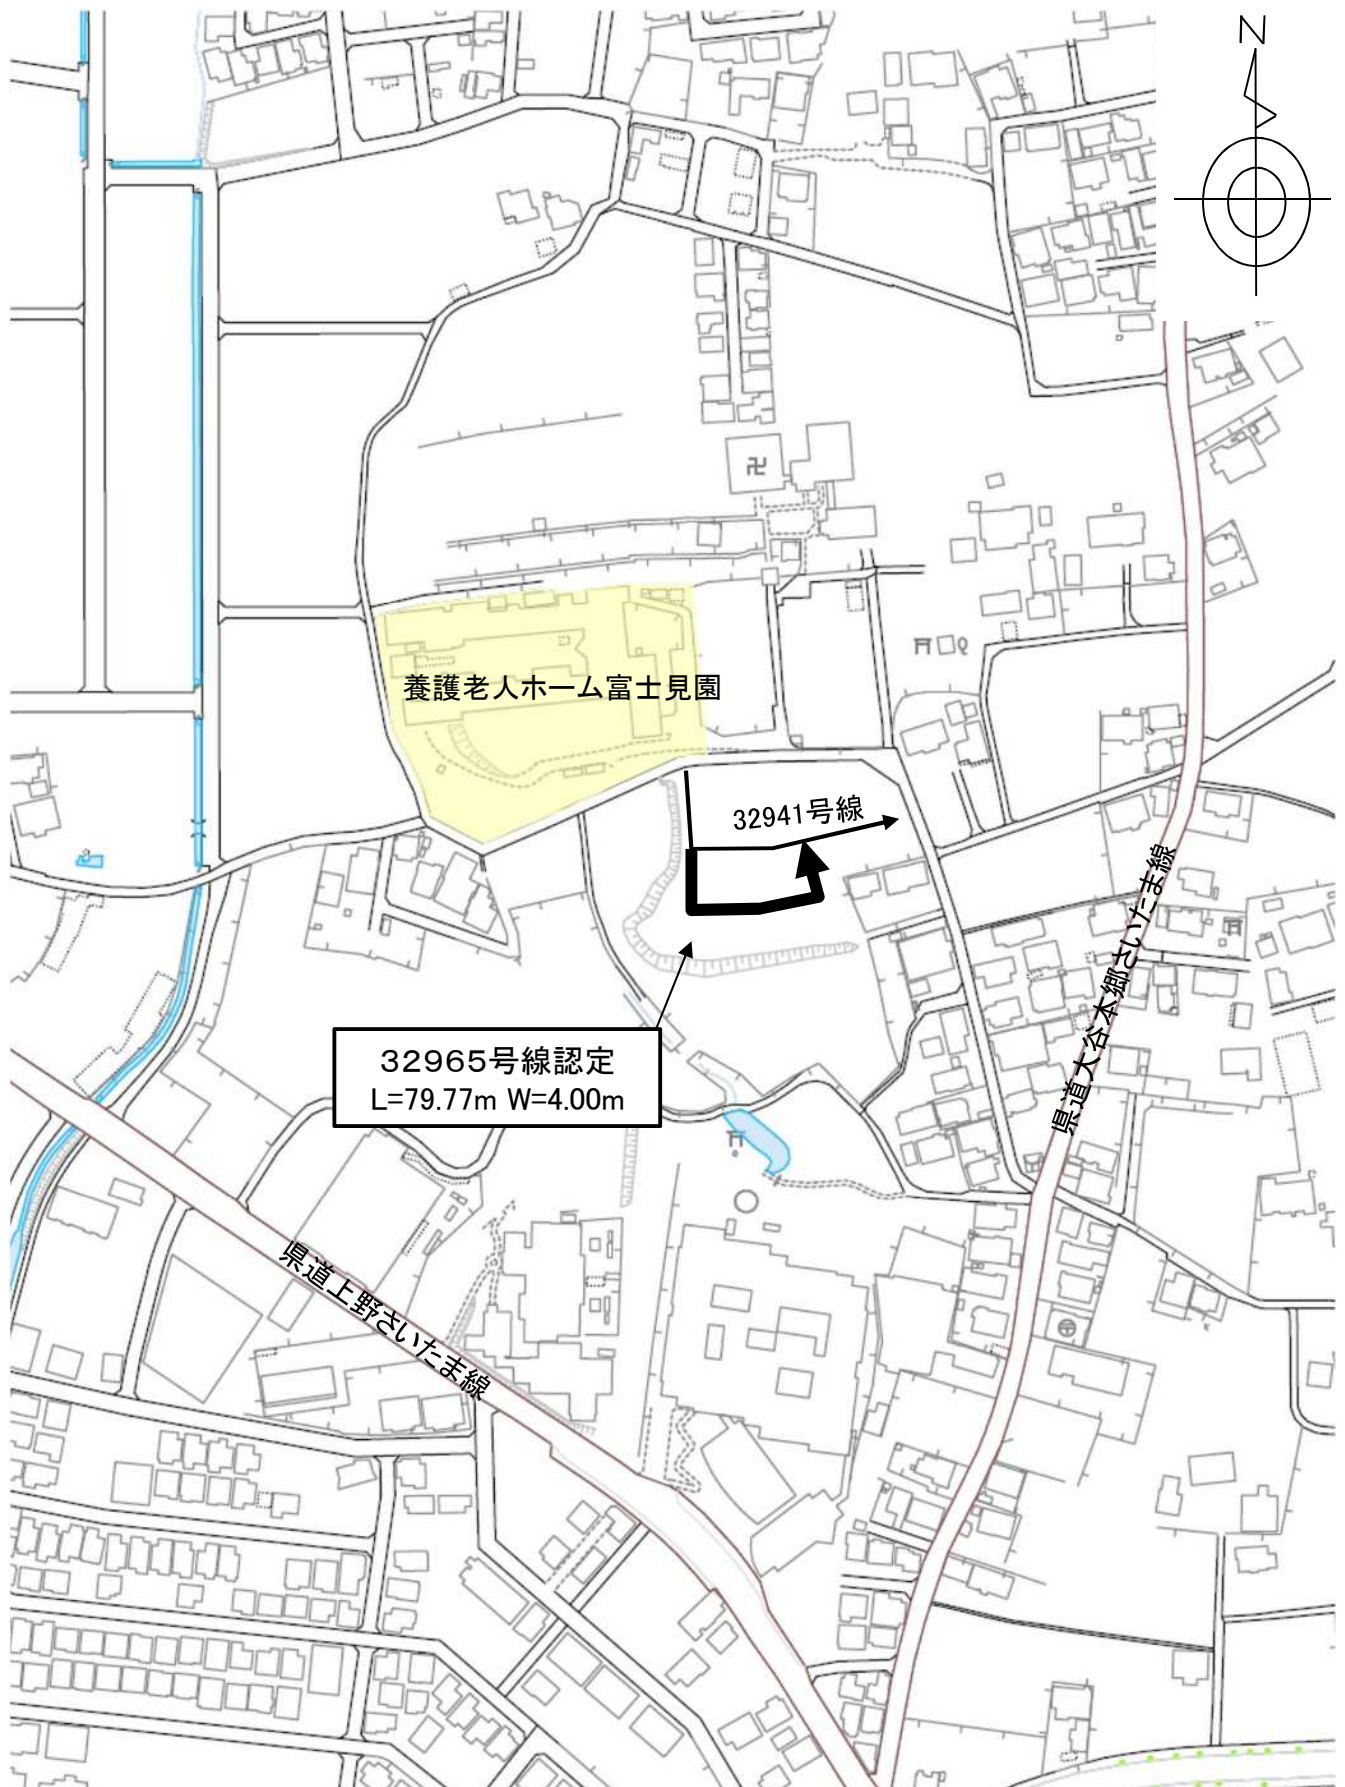 N
養護老人ホーム富士見園
32941号線
32965号線認定
L=79.77m W=4.00m
県道大谷本郷さいたま線
県道上野さいたま線